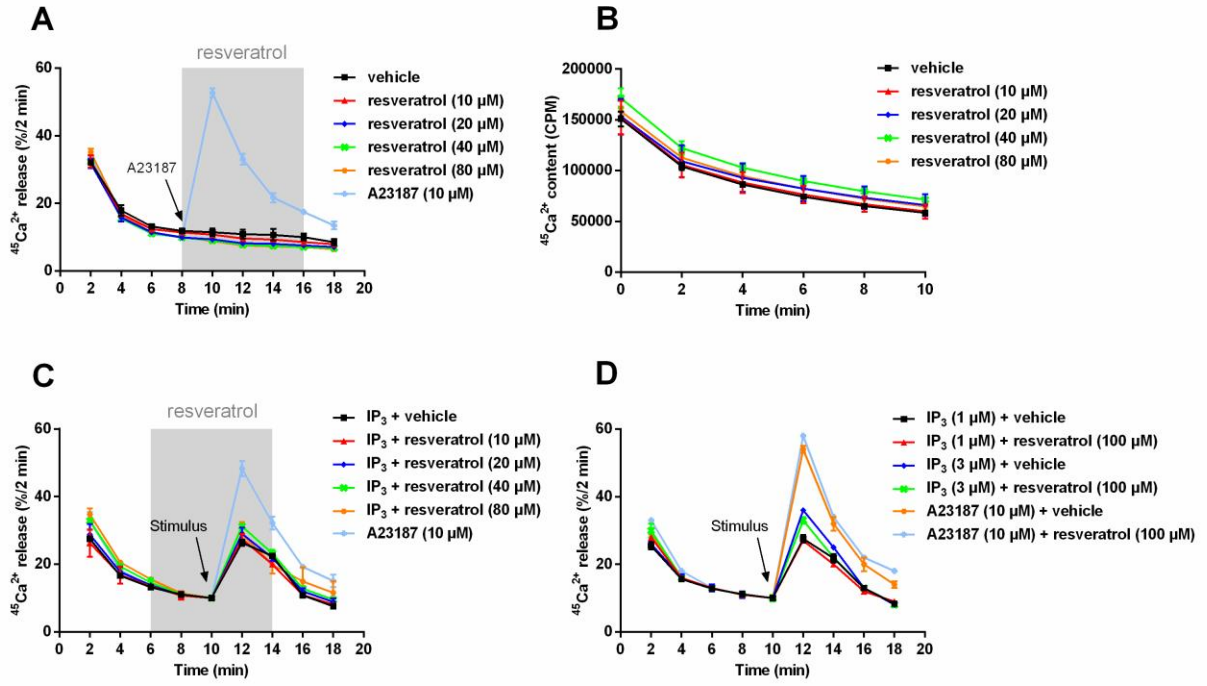 A
resveratrol
60
40
20
0
⁴⁵Ca²⁺ release (%/2 min)
A23187
0 2 4 6 8 10 12 14 16 18 20
Time (min)
vehicle
resveratrol (10 µM)
resveratrol (20 µM)
resveratrol (40 µM)
resveratrol (80 µM)
A23187 (10 µM)
B
200000
150000
100000
50000
0
⁴⁵Ca²⁺ content (CPM)
0 2 4 6 8 10
Time (min)
vehicle
resveratrol (10 µM)
resveratrol (20 µM)
resveratrol (40 µM)
resveratrol (80 µM)
C
resveratrol
60
40
20
0
⁴⁵Ca²⁺ release (%/2 min)
Stimulus
0 2 4 6 8 10 12 14 16 18 20
Time (min)
IP₃ + vehicle
IP₃ + resveratrol (10 µM)
IP₃ + resveratrol (20 µM)
IP₃ + resveratrol (40 µM)
IP₃ + resveratrol (80 µM)
A23187 (10 µM)
D
60
40
20
0
⁴⁵Ca²⁺ release (%/2 min)
Stimulus
0 2 4 6 8 10 12 14 16 18 20
Time (min)
IP₃ (1 µM) + vehicle
IP₃ (1 µM) + resveratrol (100 µM)
IP₃ (3 µM) + vehicle
IP₃ (3 µM) + resveratrol (100 µM)
A23187 (10 µM) + vehicle
A23187 (10 µM) + resveratrol (100 µM)